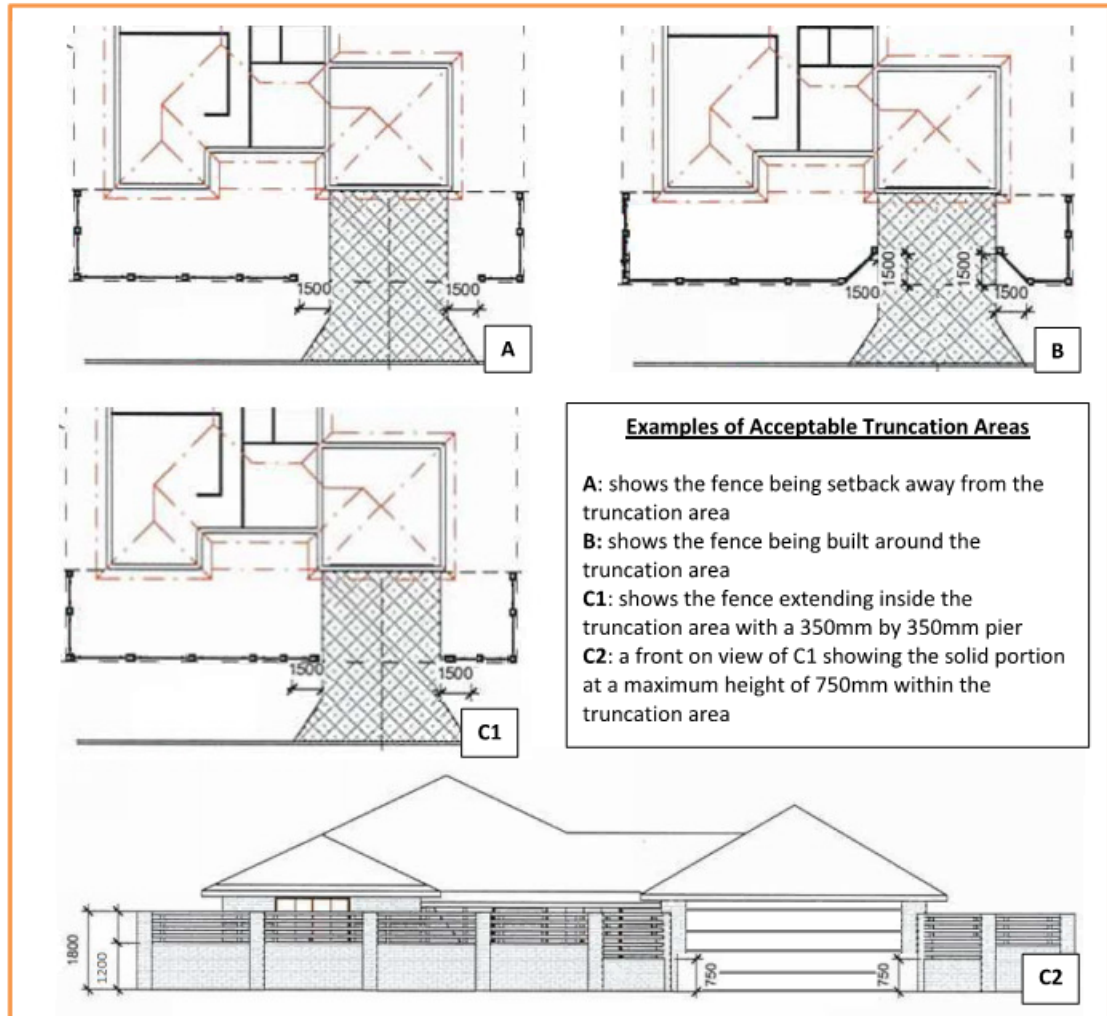 1500
1500
A
1500
1500
1500
1500
B
1500
1500
C1
Examples of Acceptable Truncation Areas
A: shows the fence being setback away from the
truncation area
B: shows the fence being built around the
truncation area
C1: shows the fence extending inside the
truncation area with a 350mm by 350mm pier
C2: a front on view of C1 showing the solid portion
at a maximum height of 750mm within the
truncation area
1800
1200
750
750
C2